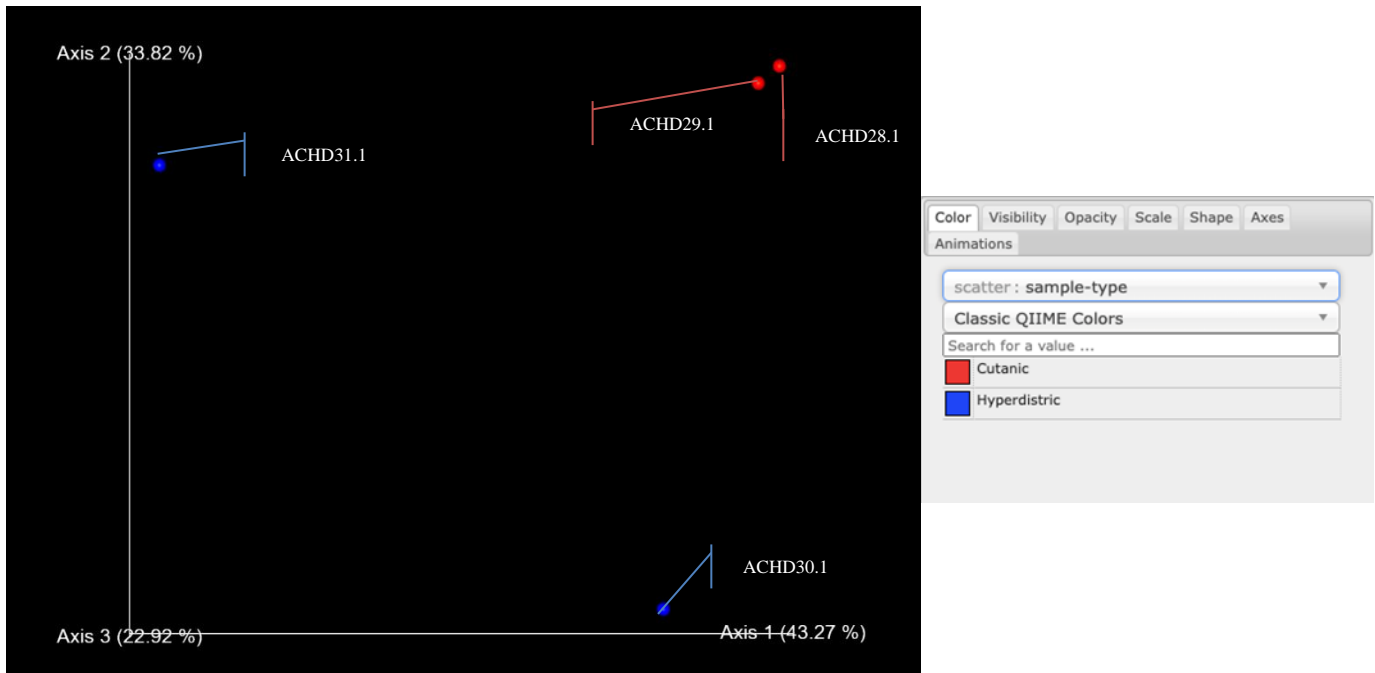 Axis 2 (33.82 %)
ACHD29.1
ACHD28.1
ACHD31.1
ACHD30.1
Axis 3 (22.92 %)
Axis 1 (43.27 %)
Color Visibility Opacity Scale Shape Axes
Animations
scatter : sample-type
Classic QIIME Colors
Search for a value ...
Cutanic
Hyperdistric